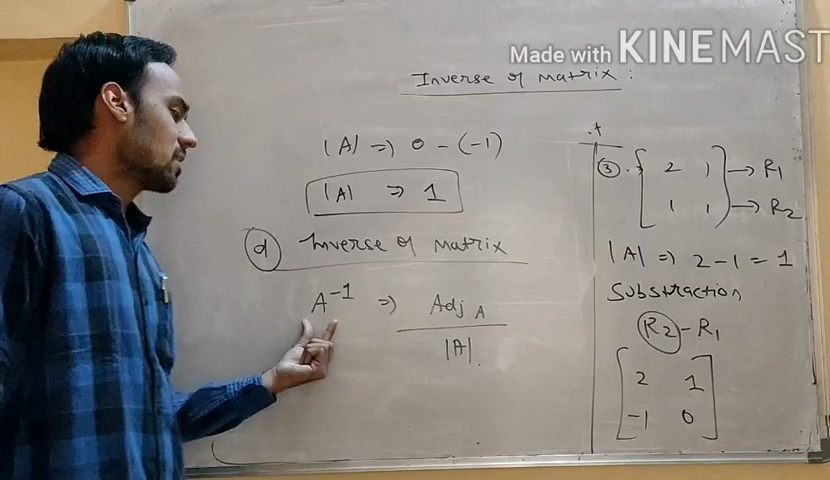 Made with KINEMAST
Inverse of Matrix :
|A| => 0 - (-1)
|A| => 1
d Inverse of Matrix
A⁻¹ => Adj A
|A|.
③. [ 2 1 ] → R1
[ 1 1 ] → R2
|A| => 2 - 1 = 1
Substraction
R2 - R1
[ 2 1 ]
[ -1 0 ]